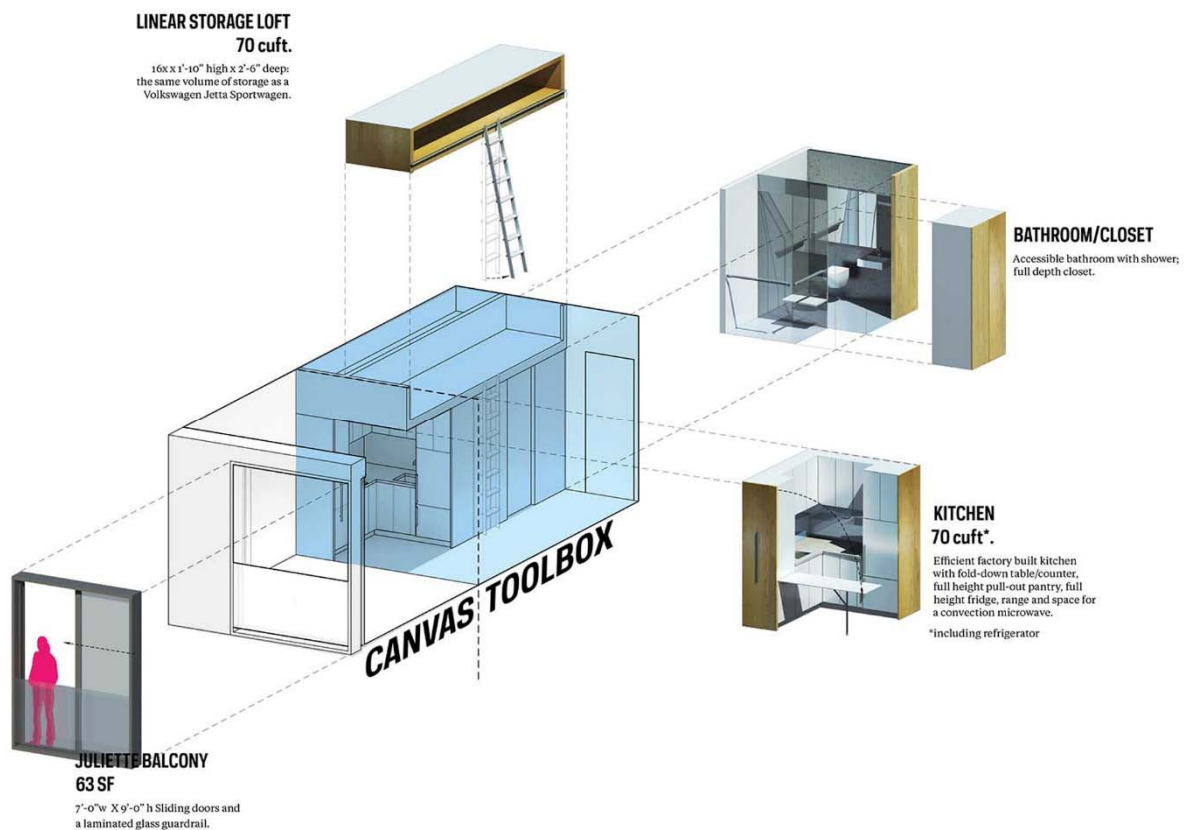 LINEAR STORAGE LOFT
70 cuft.
16x x 1'-10" high x 2'-6" deep:
the same volume of storage as a
Volkswagen Jetta Sportwagen.
BATHROOM/CLOSET
Accessible bathroom with shower;
full depth closet.
CANVAS TOOLBOX
KITCHEN
70 cuft*.
Efficient factory built kitchen
with fold-down table/counter,
full height pull-out pantry, full
height fridge, range and space for
a convection microwave.
*including refrigerator
JULIETTE BALCONY
63 SF
7'-0"w X 9'-0" h Sliding doors and
a laminated glass guardrail.